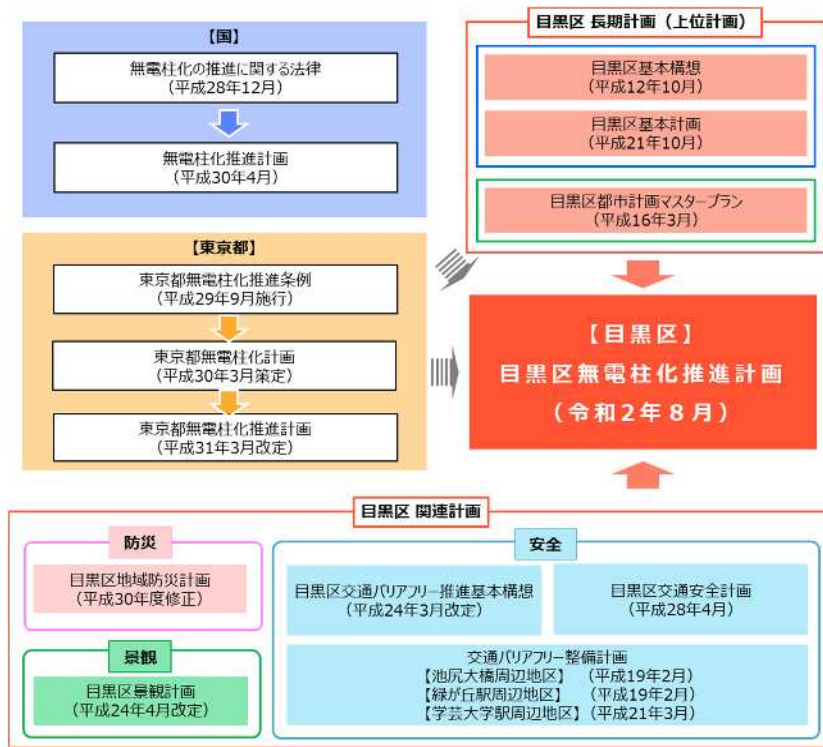 【国】
無電柱化の推進に関する法律
（平成28年12月）
無電柱化推進計画
（平成30年4月）
【東京都】
東京都無電柱化推進条例
（平成29年9月施行）
東京都無電柱化計画
（平成30年3月策定）
東京都無電柱化推進計画
（平成31年3月改定）
目黒区 長期計画（上位計画）
目黒区基本構想
（平成12年10月）
目黒区基本計画
（平成21年10月）
目黒区都市計画マスタープラン
（平成16年3月）
【目黒区】
目黒区無電柱化推進計画
（令和2年８月）
目黒区 関連計画
防災
目黒区地域防災計画
（平成30年度修正）
景観
目黒区景観計画
（平成24年4月改定）
安全
目黒区交通バリアフリー推進基本構想
（平成24年3月改定）
目黒区交通安全計画
（平成28年4月）
交通バリアフリー整備計画
【池尻大橋周辺地区】 （平成19年2月）
【緑が丘駅周辺地区】 （平成19年2月）
【学芸大学駅周辺地区】（平成21年3月）